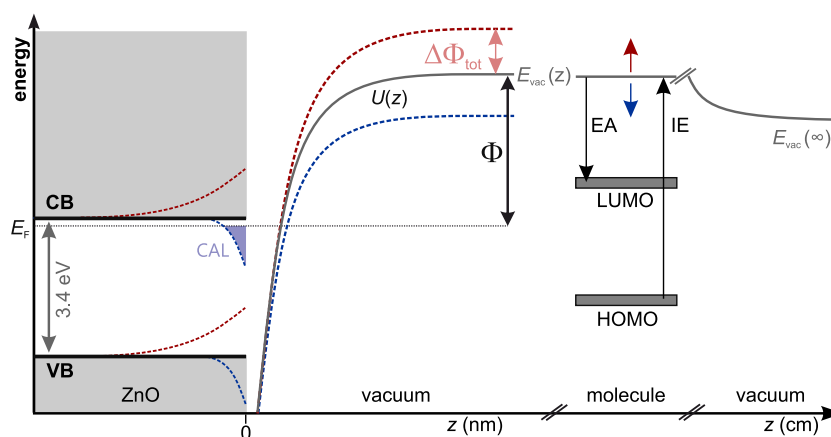 energy
ΔΦtot
Evac(z)
U(z)
EA
IE
Evac(∞)
Φ
CB
LUMO
EF
CAL
3.4 eV
HOMO
VB
ZnO
vacuum
molecule
vacuum
0
z (nm)
z (cm)